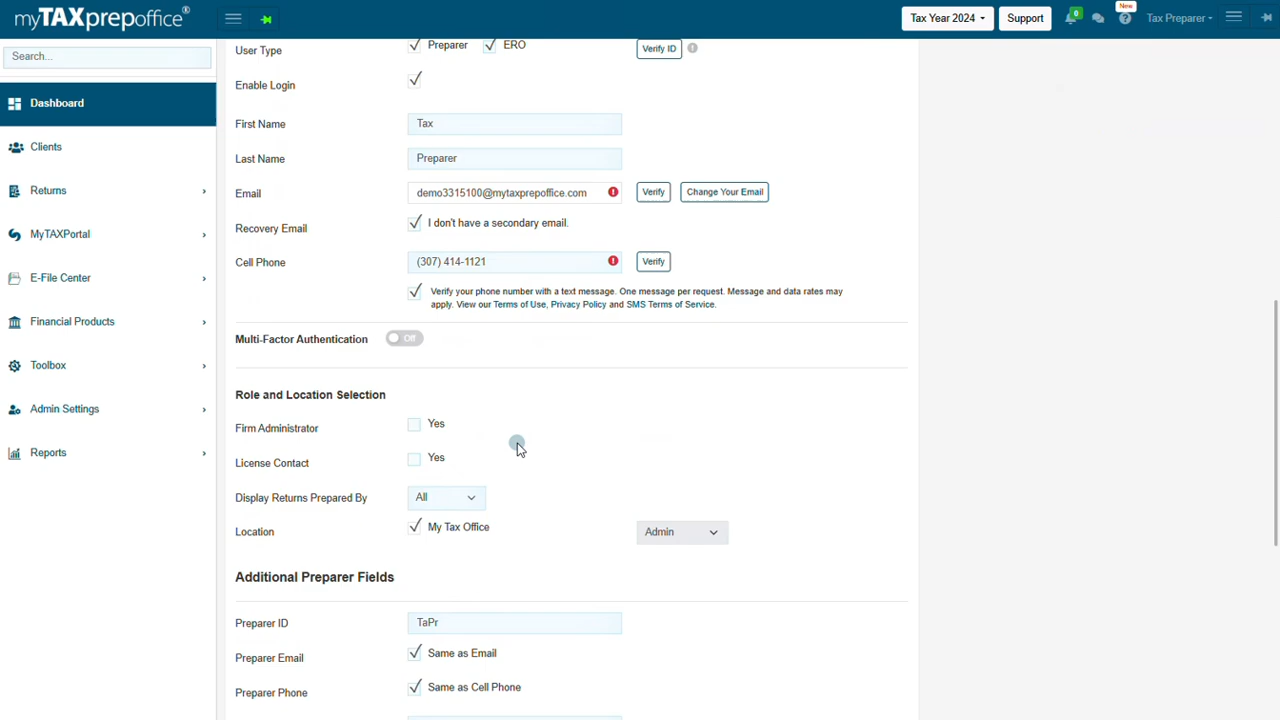 myTAXprepoffice®
Tax Year 2024
Support
0
New
Tax Preparer
Search...
Dashboard
Clients
Returns
MyTAXPortal
E-File Center
Financial Products
Toolbox
Admin Settings
Reports
User Type
Preparer
ERO
Verify ID
Enable Login
First Name
Tax
Last Name
Preparer
Email
demo3315100@mytaxprepoffice.com
Verify
Change Your Email
Recovery Email
I don't have a secondary email.
Cell Phone
(307) 414-1121
Verify
Verify your phone number with a text message. One message per request. Message and data rates may
apply. View our Terms of Use, Privacy Policy and SMS Terms of Service.
Multi-Factor Authentication
Off
Role and Location Selection
Firm Administrator
Yes
License Contact
Yes
Display Returns Prepared By
All
Location
My Tax Office
Admin
Additional Preparer Fields
Preparer ID
TaPr
Preparer Email
Same as Email
Preparer Phone
Same as Cell Phone